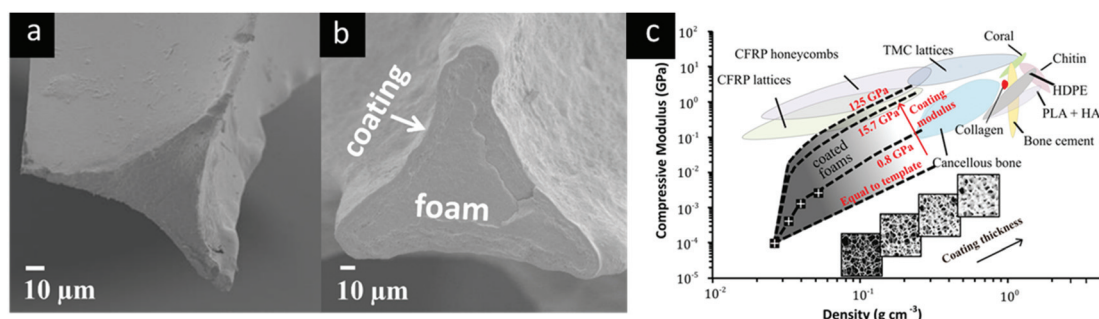 a
10 μm
b
coating
foam
10 μm
c
Compressive Modulus (GPa)
10²
10¹
10⁰
10⁻¹
10⁻²
10⁻³
10⁻⁴
10⁻⁵
CFRP honeycombs
CFRP lattices
TMC lattices
Coral
Chitin
HDPE
PLA + HA
Bone cement
Collagen
Cancellous bone
125 GPa
15.7 GPa
Coating modulus
0.8 GPa
Equal to template
coated
foams
Coating thickness
10⁻²
10⁻¹
10⁰
Density (g cm⁻³)